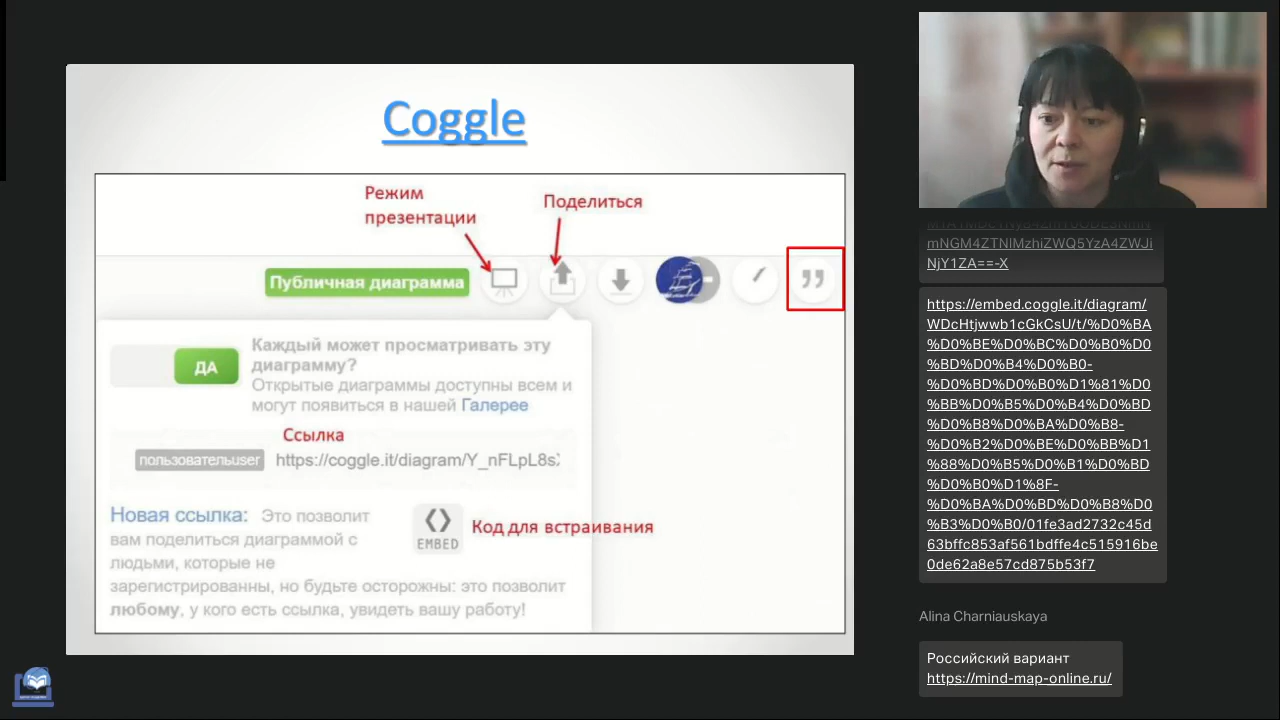 Coggle
Режим
презентации
Поделиться
Публичная диаграмма
ДА
Каждый может просматривать эту
диаграмму?
Открытые диаграммы доступны всем и
могут появиться в нашей Галерее
Ссылка
пользовательuser https://coggle.it/diagram/Y_nFLpL8s
Новая ссылка: Это позволит
вам поделиться диаграммой с
людьми, которые не
зарегистрированны, но будьте осторожны: это позволит
любому, у кого есть ссылка, увидеть вашу работу!
EMBED
Код для встраивания
mNGM4ZTNlMzhiZWQ5YzA4ZWJi
NjY1ZA==-X
https://embed.coggle.it/diagram/
WDcHtjwwb1cGkCsU/t/%D0%BA
%D0%BE%D0%BC%D0%B0%D0
%BD%D0%B4%D0%B0-
%D0%BD%D0%B0%D1%81%D0
%BB%D0%B5%D0%B4%D0%BD
%D0%B8%D0%BA%D0%B8-
%D0%B2%D0%BE%D0%BB%D1
%88%D0%B5%D0%B1%D0%BD
%D0%B0%D1%8F-
%D0%BA%D0%BD%D0%B8%D0
%B3%D0%B0/01fe3ad2732c45d
63bffc853af561bdffe4c515916be
0de62a8e57cd875b53f7
Alina Charniauskaya
Российский вариант
https://mind-map-online.ru/